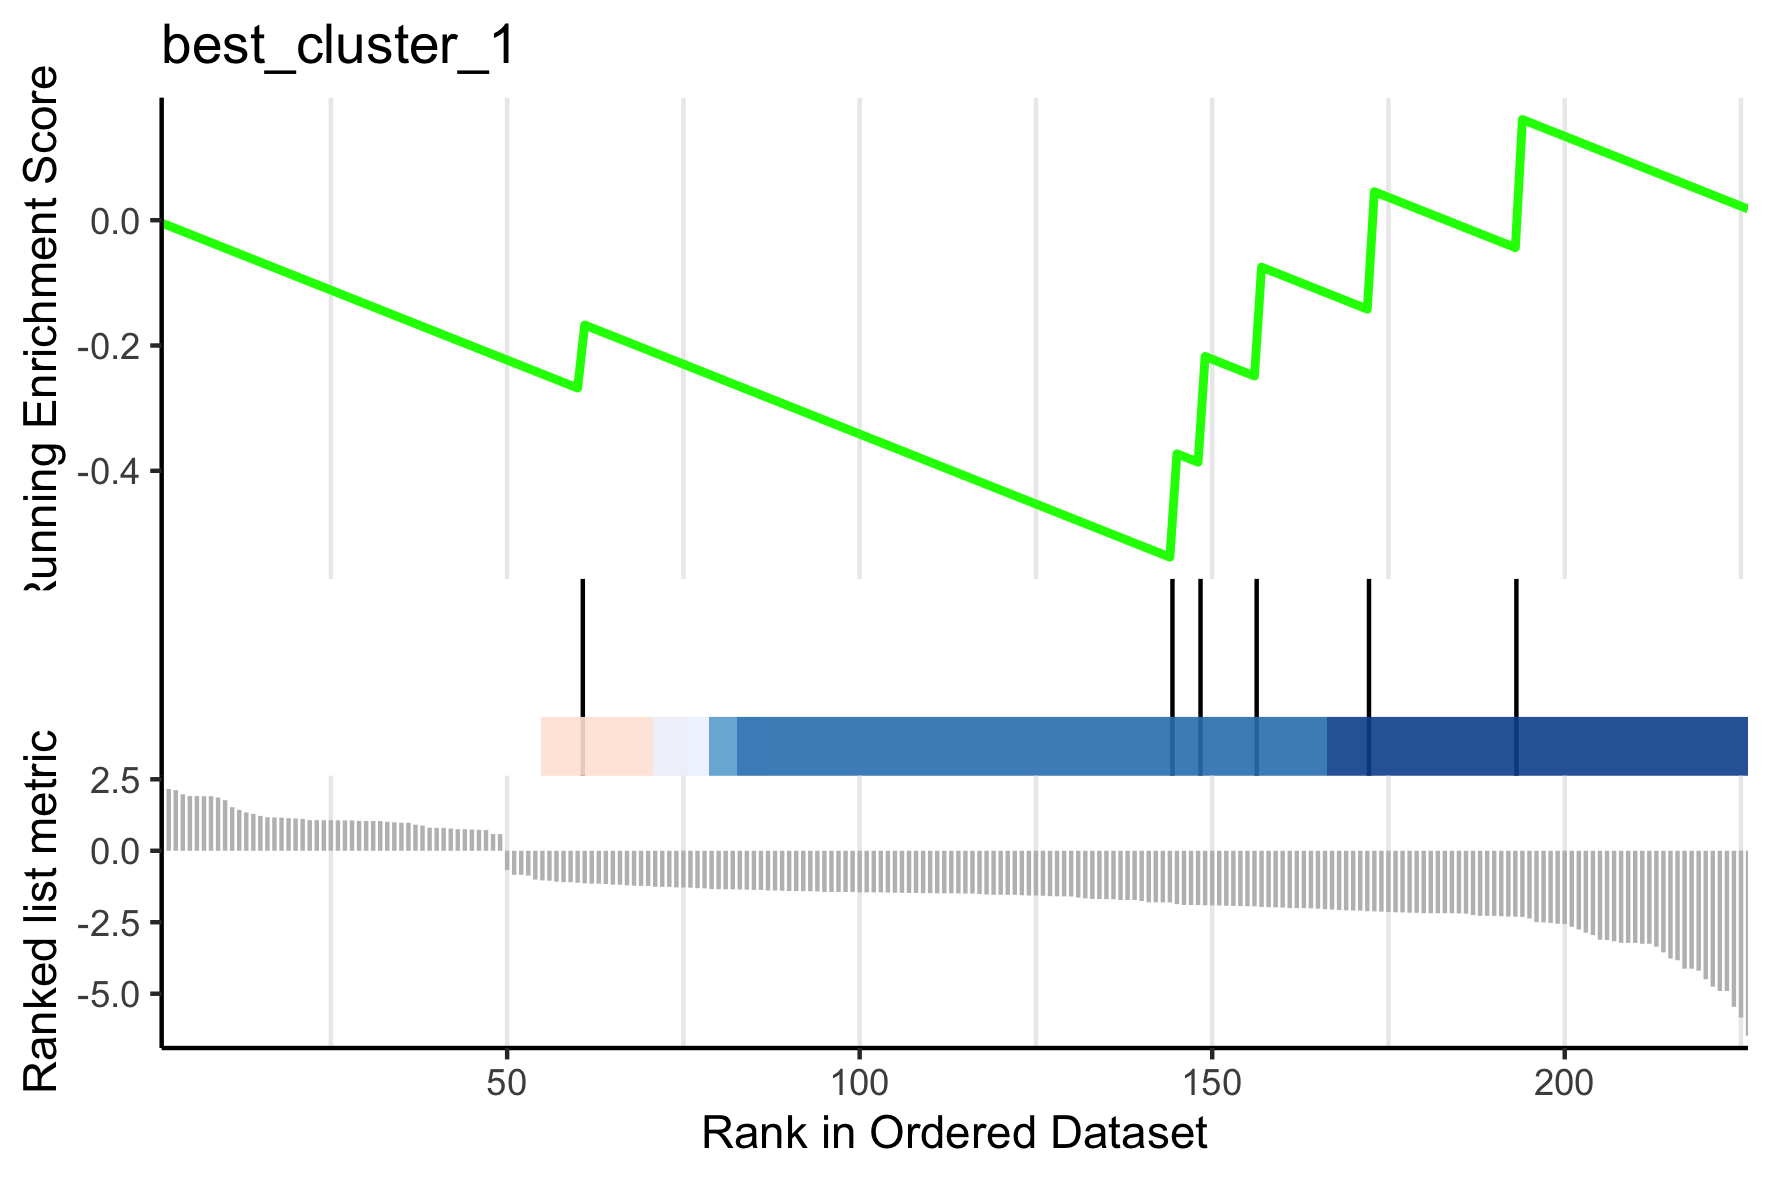 best_cluster_1
Running Enrichment Score
0.0
-0.2
-0.4
Ranked list metric
2.5
0.0
-2.5
-5.0
50 100 150 200
Rank in Ordered Dataset